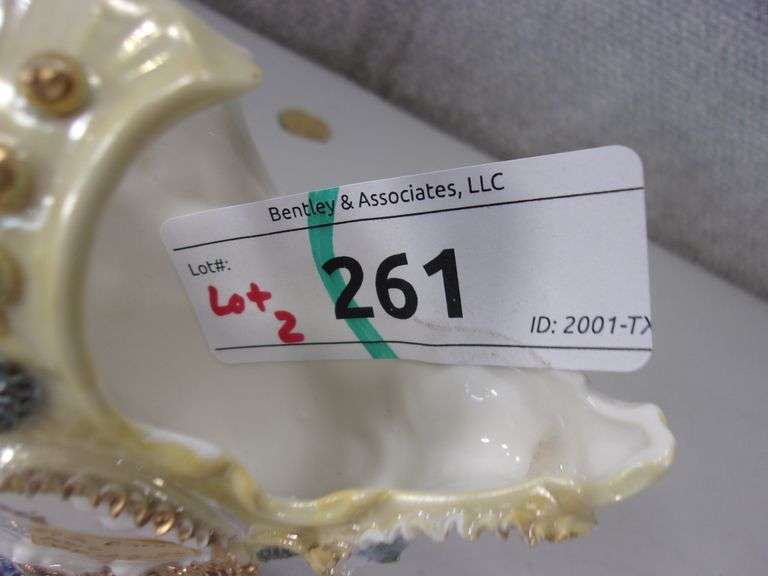 Bentley & Associates, LLC
Lot#:
261
Lot
2
ID: 2001-TX